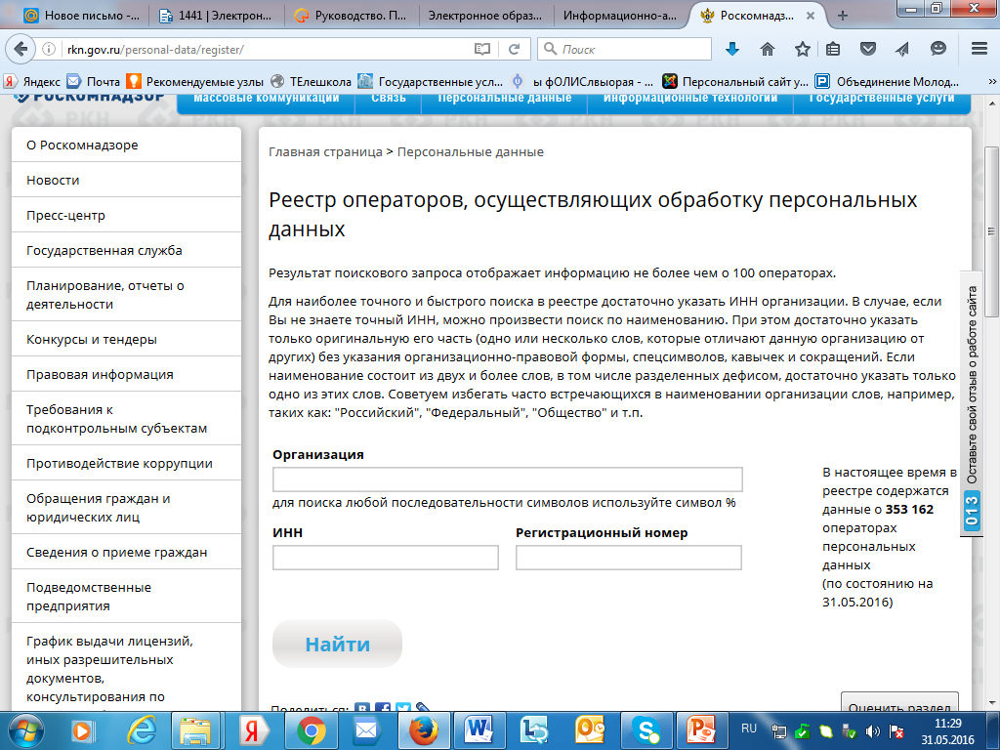 Новое письмо -...
1441 | Электрон...
Руководство. П...
Электронное образ...
Информационно-а...
Роскомнадз...
rkn.gov.ru/personal-data/register/
Поиск
Яндекс
Почта
Рекомендуемые узлы
ТЕлешкола
Государственные усл...
ы фОЛИСлвыорая - ...
Персональный сайт у...
Объединение Молод...
РОСКОМНАДЗОР
Массовые коммуникации
Связь
Персональные данные
Информационные технологии
Государственные услуги
О Роскомнадзоре
Новости
Пресс-центр
Государственная служба
Планирование, отчеты о
деятельности
Конкурсы и тендеры
Правовая информация
Требования к
подконтрольным субъектам
Противодействие коррупции
Обращения граждан и
юридических лиц
Сведения о приеме граждан
Подведомственные
предприятия
График выдачи лицензий,
иных разрешительных
документов,
консультирования по
Главная страница > Персональные данные
Реестр операторов, осуществляющих обработку персональных
данных
Результат поискового запроса отображает информацию не более чем о 100 операторах.
Для наиболее точного и быстрого поиска в реестре достаточно указать ИНН организации. В случае, если
Вы не знаете точный ИНН, можно произвести поиск по наименованию. При этом достаточно указать
только оригинальную его часть (одно или несколько слов, которые отличают данную организацию от
других) без указания организационно-правовой формы, спецсимволов, кавычек и сокращений. Если
наименование состоит из двух и более слов, в том числе разделенных дефисом, достаточно указать только
одно из этих слов. Советуем избегать часто встречающихся в наименовании организации слов, например,
таких как: "Российский", "Федеральный", "Общество" и т.п.
Организация
для поиска любой последовательности символов используйте символ %
ИНН
Регистрационный номер
Найти
В настоящее время в
реестре содержатся
данные о 353 162
операторах
персональных
данных
(по состоянию на
31.05.2016)
Оставьте свой отзыв о работе сайта
013
Поделиться:
Оценить раздел
RU
11:29
31.05.2016